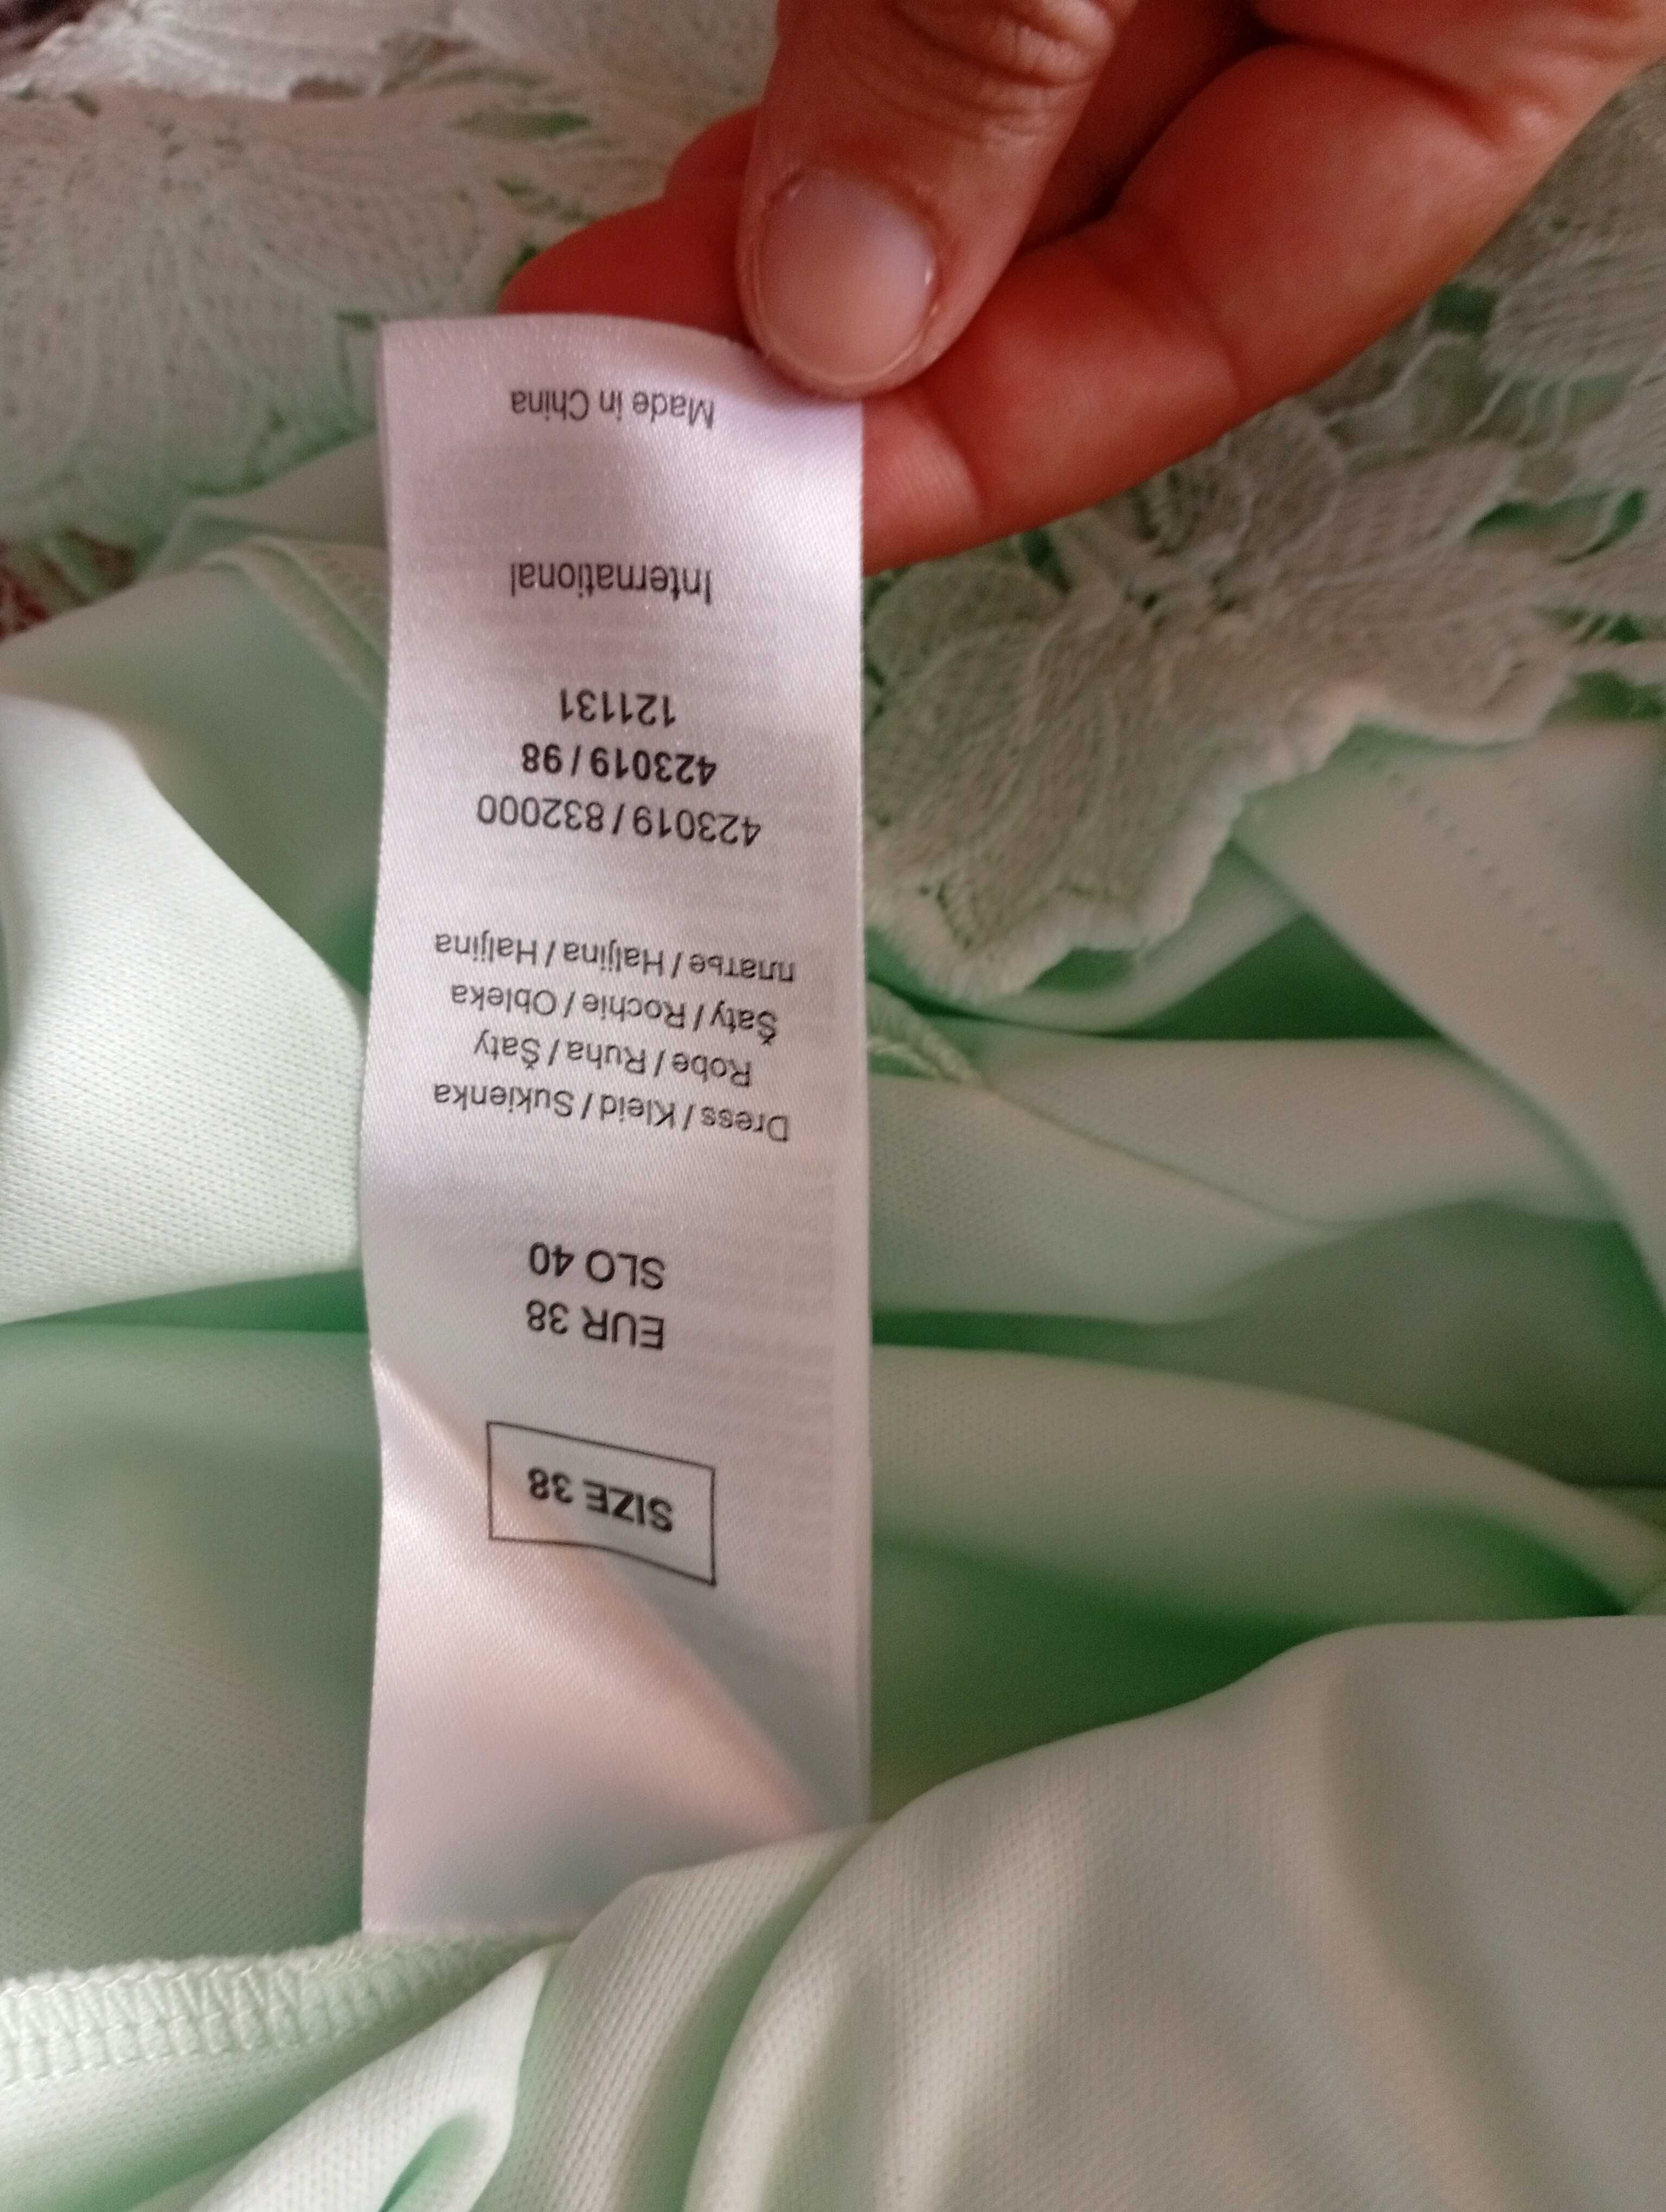 SIZE 38
EUR 38
SLO 40
Dress / Kleid / Sukienka
Robe / Ruha / Šaty
Šaty / Rochie / Obleka
платье / Haljina / Haljina
423019 / 832000
423019 / 98
121131
International
Made in China